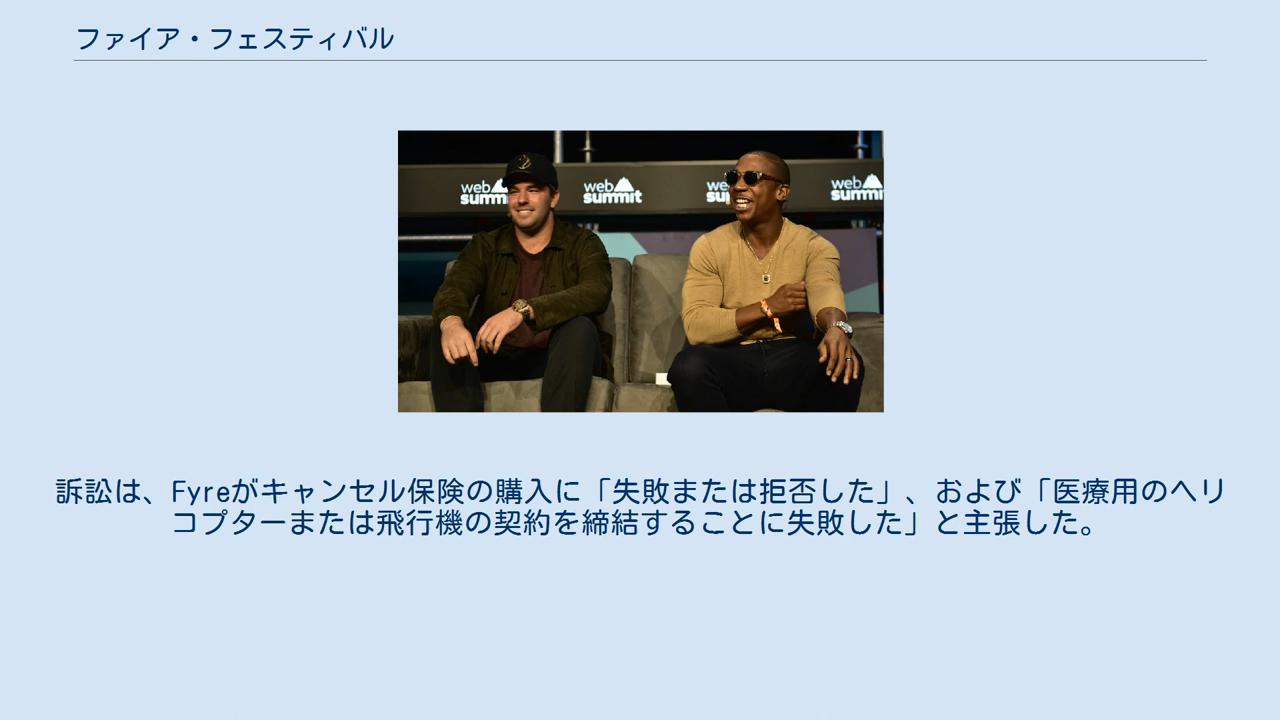 ファイア・フェスティバル
web summit
web summit
web
web summit
訴訟は、Fyreがキャンセル保険の購入に「失敗または拒否した」、および「医療用のヘリ
コプターまたは飛行機の契約を締結することに失敗した」と主張した。